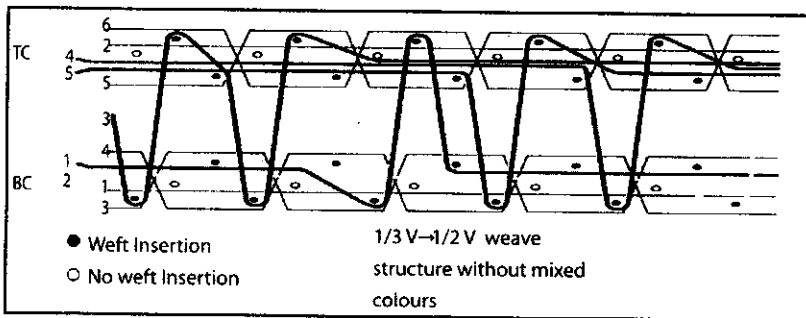 6
2
TC
4
5
5
3
4
1
2
BC
1
3
Weft Insertion
No weft Insertion
1/3 V→1/2 V weave
structure without mixed
colours